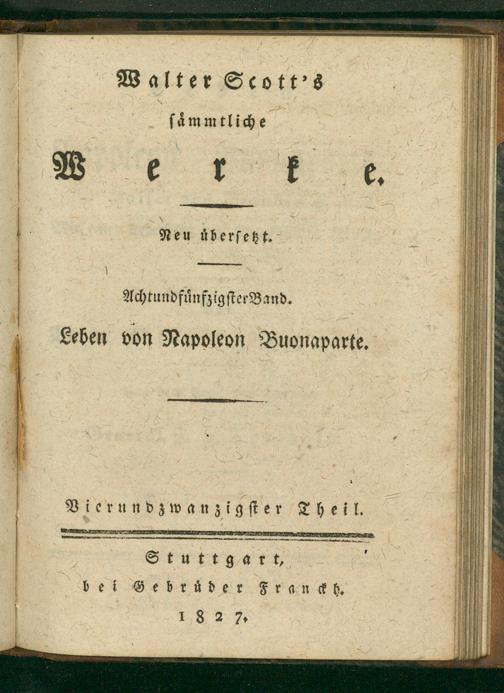 Walter Scott's
sämmtliche
Werke.
Neu übersetzt.
Achtundfünfzigster Band.
Leben von Napoleon Buonaparte.
Vierundzwanzigster Theil.
Stuttgart,
bei Gebrüder Franckh.
1827.